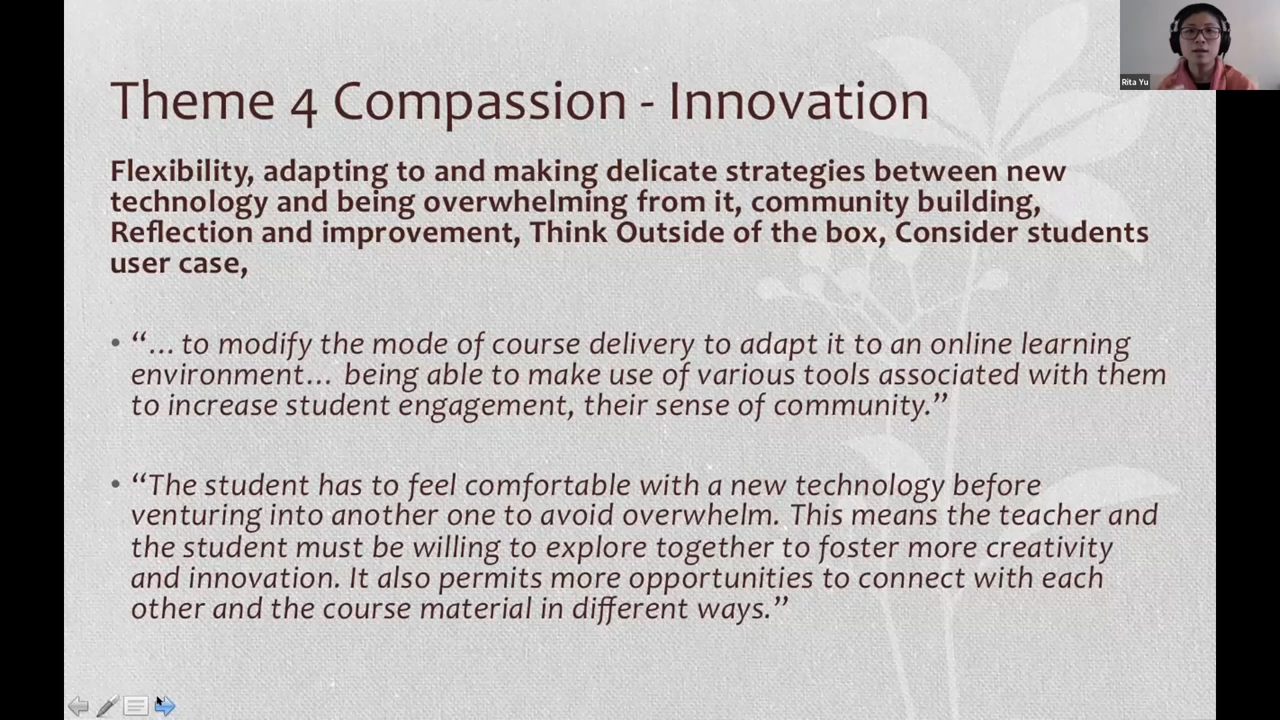 Theme 4 Compassion - Innovation
Flexibility, adapting to and making delicate strategies between new
technology and being overwhelming from it, community building,
Reflection and improvement, Think Outside of the box, Consider students
user case,
• “… to modify the mode of course delivery to adapt it to an online learning
environment… being able to make use of various tools associated with them
to increase student engagement, their sense of community.”
• “The student has to feel comfortable with a new technology before
venturing into another one to avoid overwhelm. This means the teacher and
the student must be willing to explore together to foster more creativity
and innovation. It also permits more opportunities to connect with each
other and the course material in different ways.”
Rita Yu